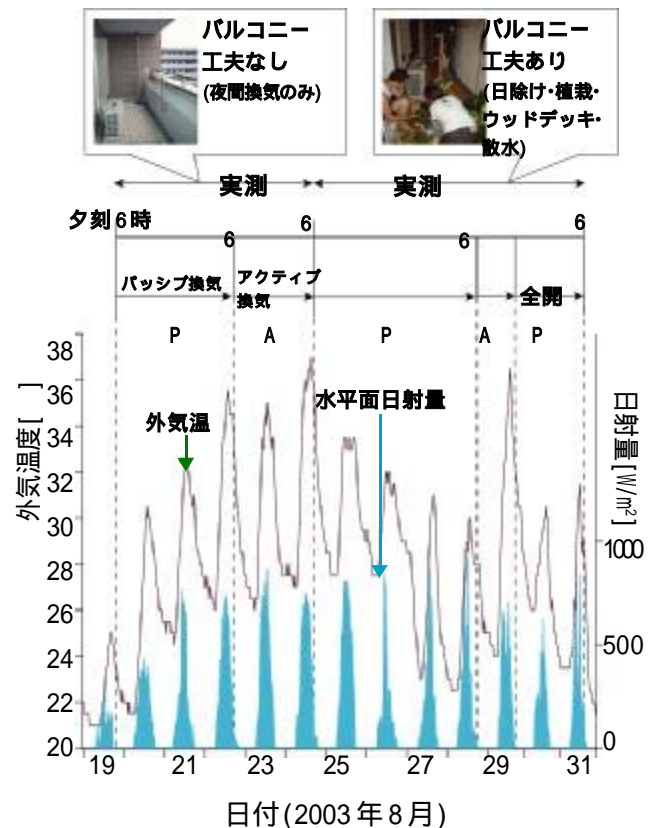 バルコニー
工夫なし
(夜間換気のみ)
バルコニー
工夫あり
(日除け・植栽・
ウッドデッキ・
散水)
実測
実測
夕刻6時
6
6
6
6
パッシブ換気
アクティブ
換気
全開
P
A
P
A
P
38
36
34
32
30
28
26
24
22
20
外気温度[ ]
外気温
水平面日射量
日射量[W/m²]
1000
500
0
19
21
23
25
27
29
31
日付(2003年8月)